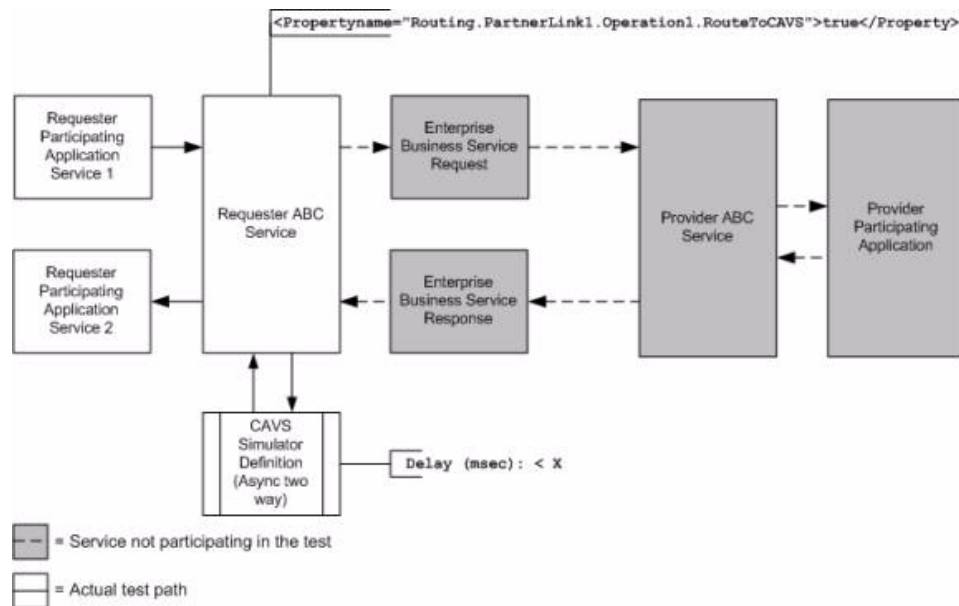 <Propertyname="Routing.PartnerLink1.Operation1.RouteToCAVS">true</Property>
Requester
Participating
Application
Service 1
Requester ABC
Service
Enterprise
Business Service
Request
Provider ABC
Service
Provider
Participating
Application
Requester
Participating
Application
Service 2
Enterprise
Business Service
Response
CAVS
Simulator
Definition
(Async two
way)
Delay (msec): < X
= Service not participating in the test
= Actual test path